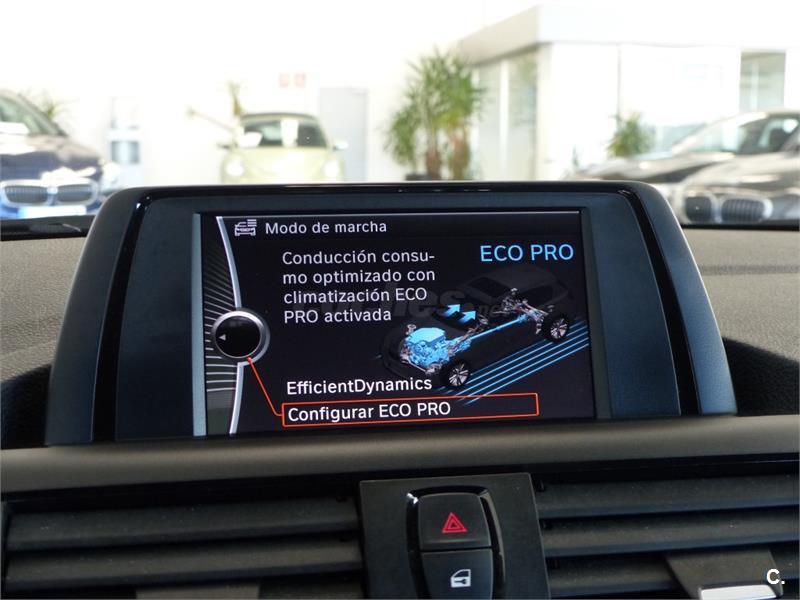 Modo de marcha
Conducción consu-
mo optimizado con
climatización ECO
PRO activada
ECO PRO
EfficientDynamics
Configurar ECO PRO
C.